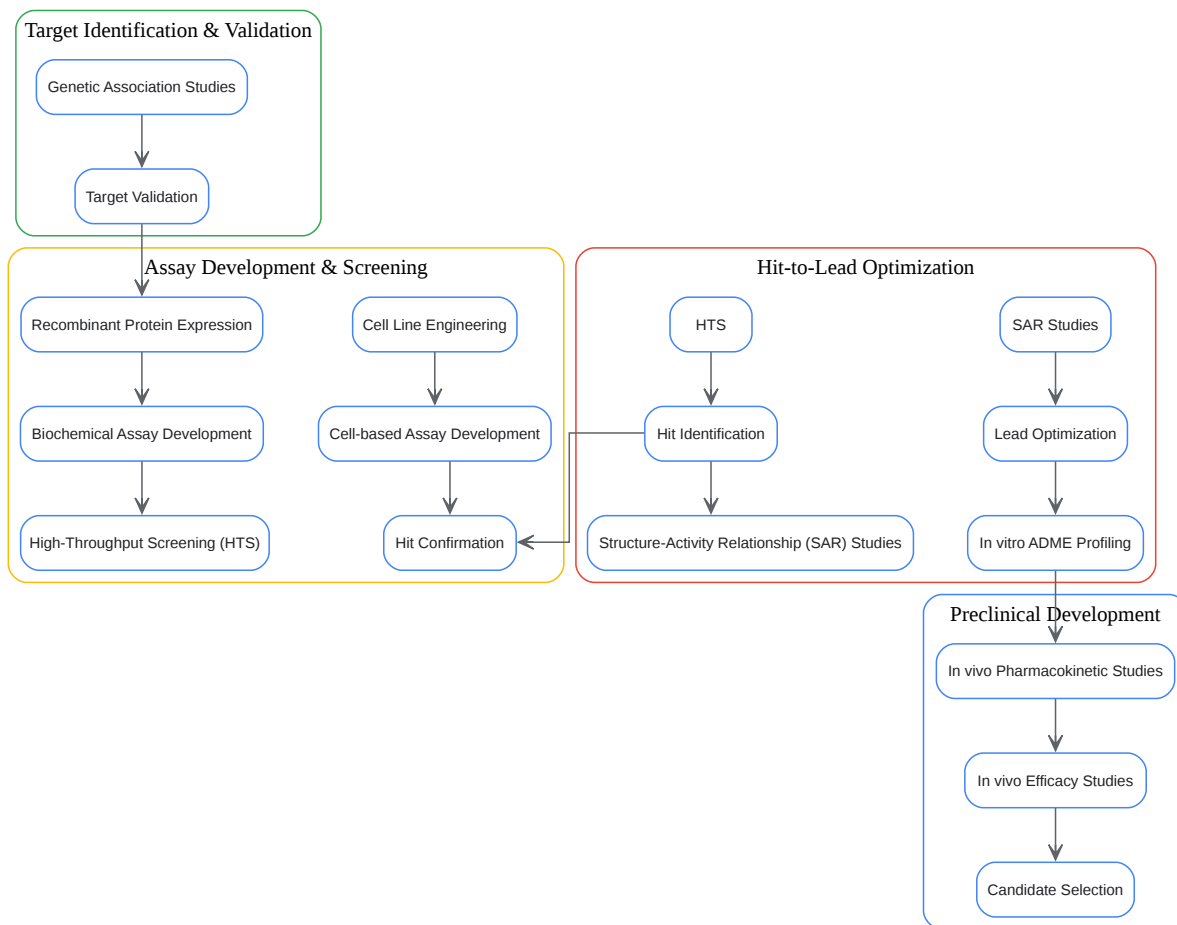 Target Identification & Validation
Genetic Association Studies
Target Validation
Assay Development & Screening
Recombinant Protein Expression
Cell Line Engineering
Biochemical Assay Development
Cell-based Assay Development
High-Throughput Screening (HTS)
Hit Confirmation
Hit-to-Lead Optimization
HTS
SAR Studies
Hit Identification
Lead Optimization
Structure-Activity Relationship (SAR) Studies
In vitro ADME Profiling
Preclinical Development
In vivo Pharmacokinetic Studies
In vivo Efficacy Studies
Candidate Selection